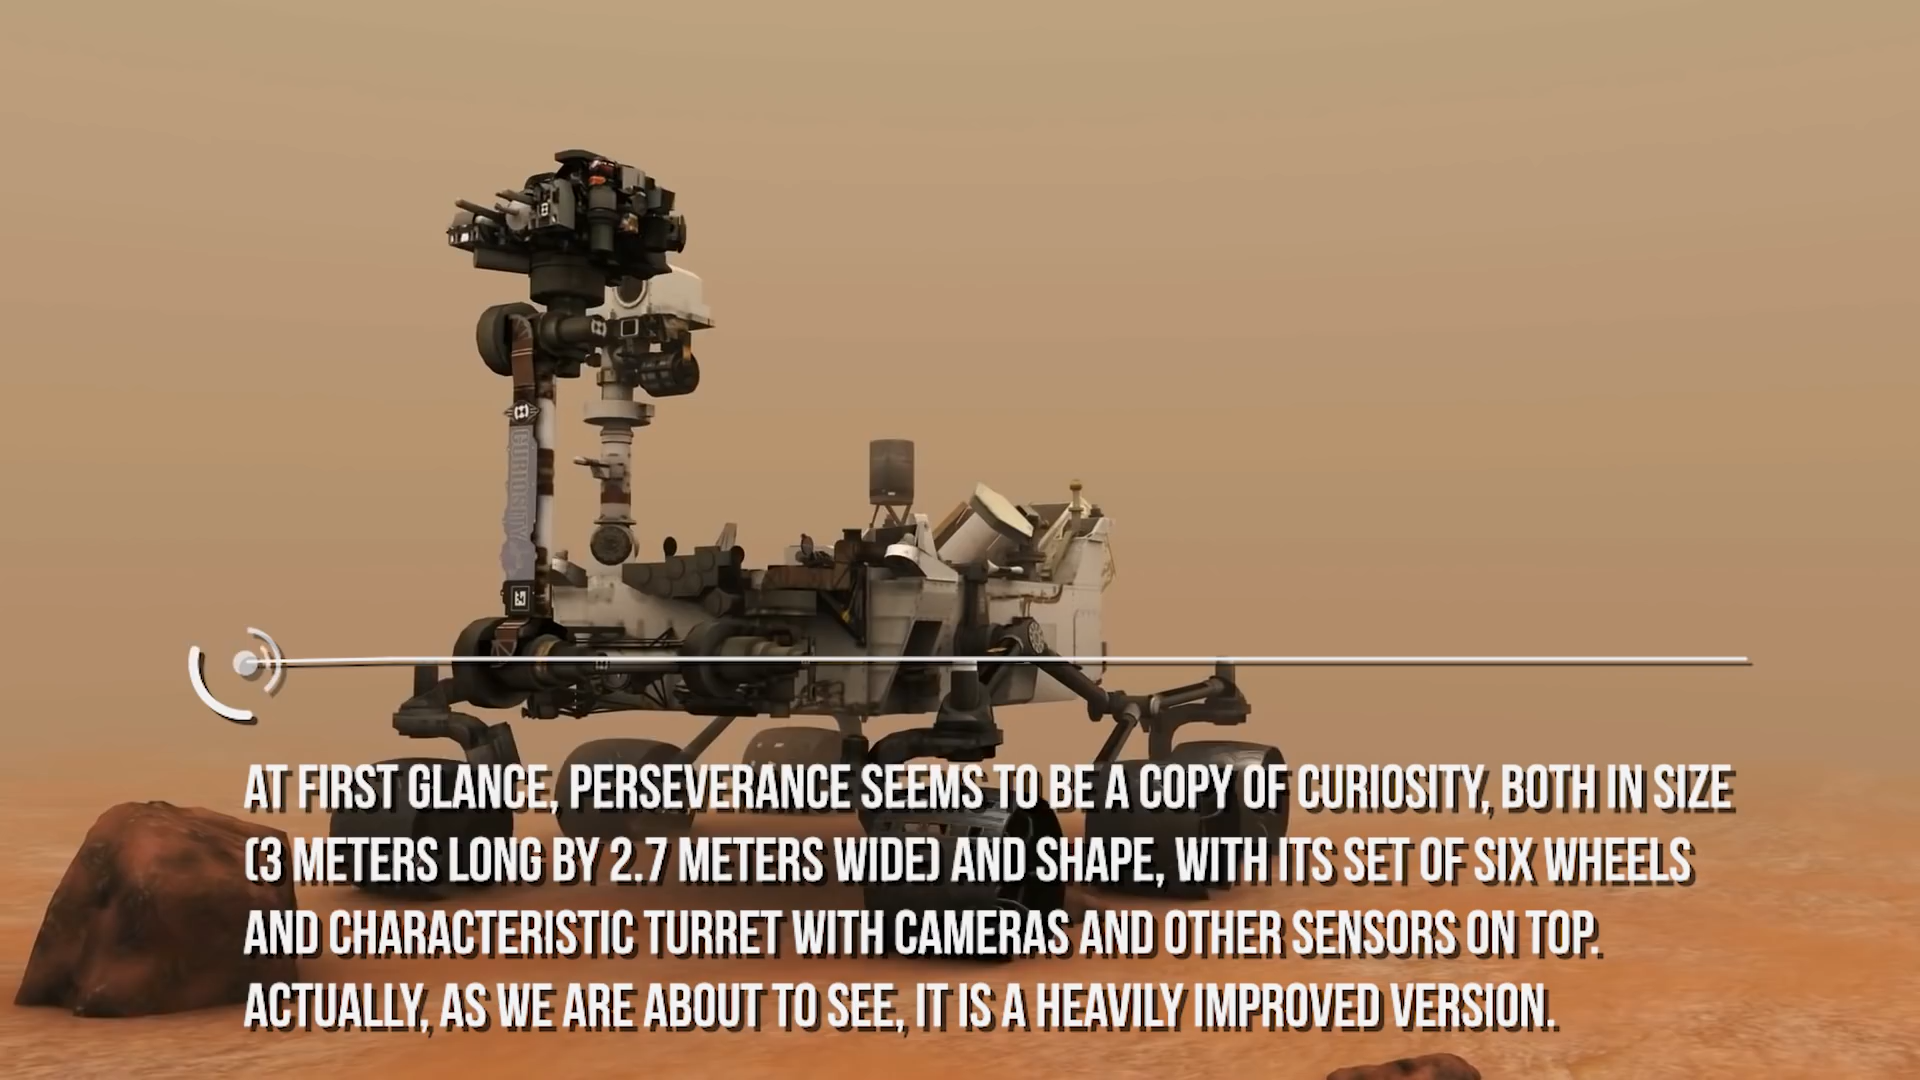 CURIOSITY
AT FIRST GLANCE, PERSEVERANCE SEEMS TO BE A COPY OF CURIOSITY, BOTH IN SIZE
(3 METERS LONG BY 2.7 METERS WIDE) AND SHAPE, WITH ITS SET OF SIX WHEELS
AND CHARACTERISTIC TURRET WITH CAMERAS AND OTHER SENSORS ON TOP.
ACTUALLY, AS WE ARE ABOUT TO SEE, IT IS A HEAVILY IMPROVED VERSION.